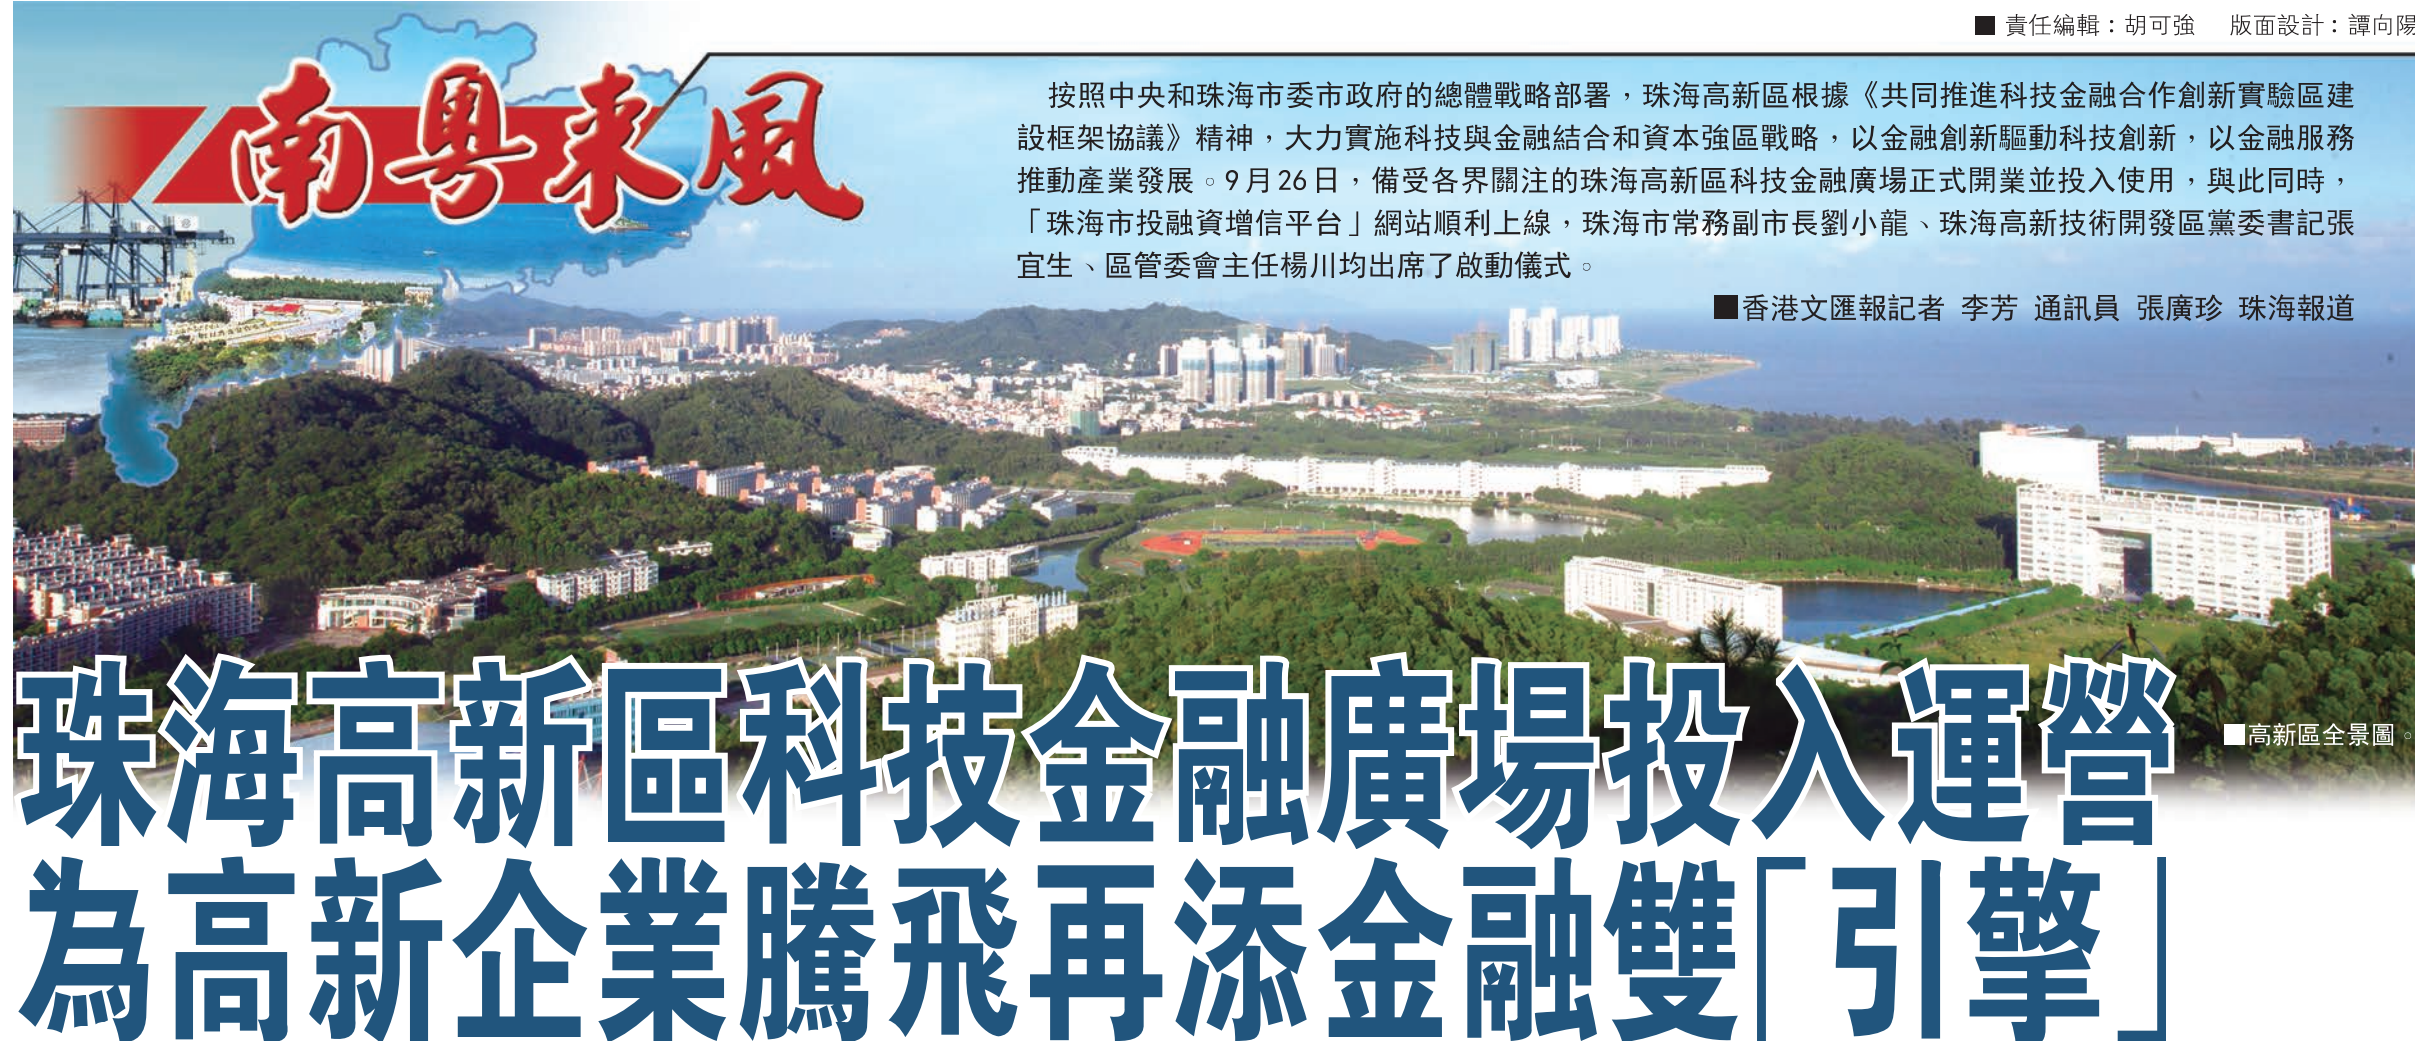 ■ 責任編輯：胡可強　版面設計：譚向陽
南粵東風
按照中央和珠海市委市政府的總體戰略部署，珠海高新區根據《共同推進科技金融合作創新實驗區建
設框架協議》精神，大力實施科技與金融結合和資本強區戰略，以金融創新驅動科技創新，以金融服務
推動產業發展。9月26日，備受各界關注的珠海高新區科技金融廣場正式開業並投入使用，與此同時，
「珠海市投融資增信平台」網站順利上線，珠海市常務副市長劉小龍、珠海高新技術開發區黨委書記張
宜生、區管委會主任楊川均出席了啟動儀式。
■香港文匯報記者 李芳 通訊員 張廣珍 珠海報道
珠海高新區科技金融廣場投入運營
■高新區全景圖。
為高新企業騰飛再添金融雙「引擎」